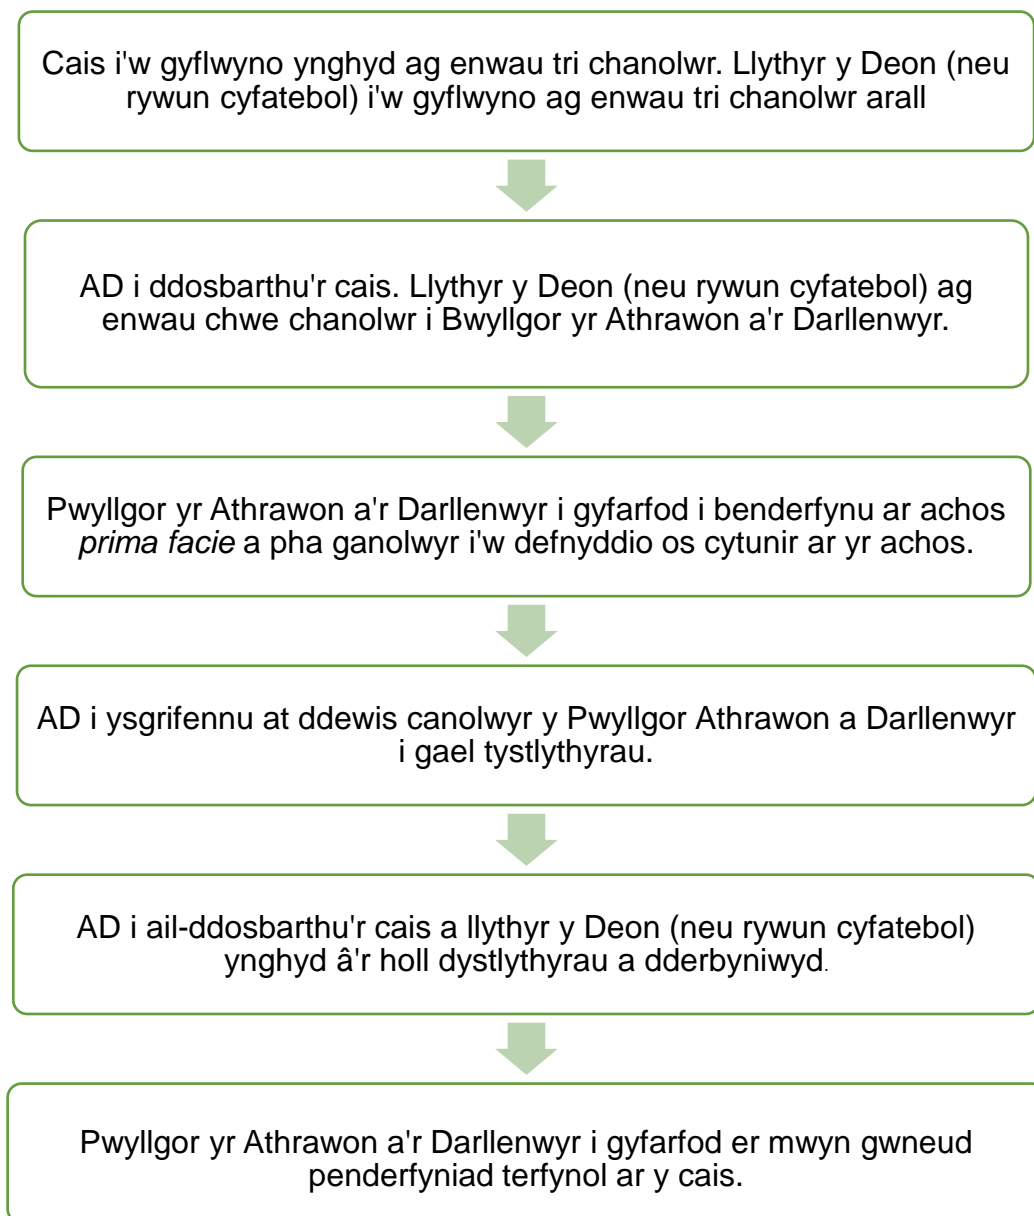 Cais i'w gyflwyno ynghyd ag enwau tri chanolwr. Llythyr y Deon (neu
rywun cyfatebol) i'w gyflwyno ag enwau tri chanolwr arall
AD i ddosbarthu'r cais. Llythyr y Deon (neu rywun cyfatebol) ag
enwau chwe chanolwr i Bwyllgor yr Athrawon a'r Darllenwyr.
Pwyllgor yr Athrawon a'r Darllenwyr i gyfarfod i benderfynu ar achos
prima facie a pha ganolwyr i'w defnyddio os cytunir ar yr achos.
AD i ysgrifennu at ddewis canolwyr y Pwyllgor Athrawon a Darllenwyr
i gael tystlythyrau.
AD i ail-ddosbarthu'r cais a llythyr y Deon (neu rywun cyfatebol)
ynghyd â'r holl dystlythyrau a dderbyniwyd.
Pwyllgor yr Athrawon a'r Darllenwyr i gyfarfod er mwyn gwneud
penderfyniad terfynol ar y cais.